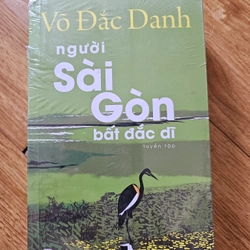 Võ Đắc Danh
người
Sài
Gòn
bất đắc dĩ
tuyển tập